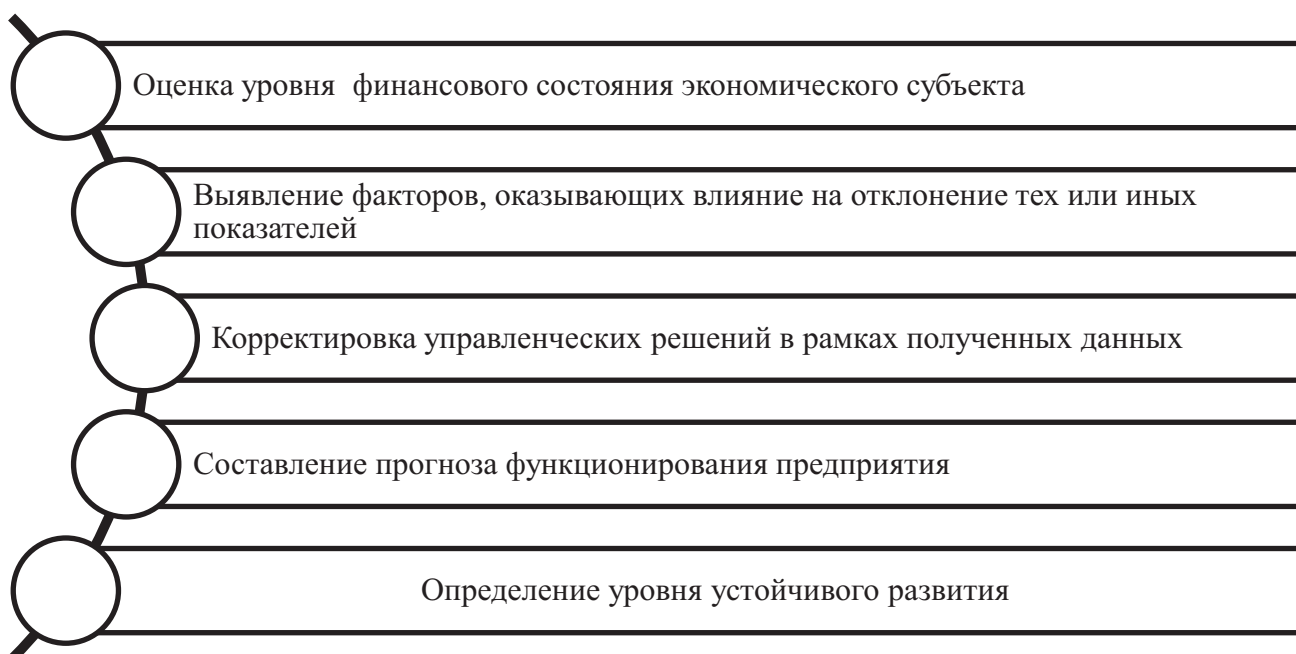 Оценка уровня финансового состояния экономического субъекта
Выявление факторов, оказывающих влияние на отклонение тех или иных
показателей
Корректировка управленческих решений в рамках полученных данных
Составление прогноза функционирования предприятия
Определение уровня устойчивого развития